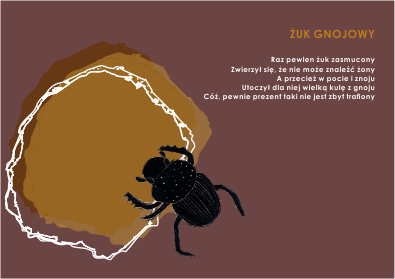 ŻUK GNOJOWY
Raz pewien żuk zasmucony
Zwierzył się, że nie może znaleźć żony
A przecież w pocie i znoju
Utoczył dla niej wielką kulę z gnoju
Cóż, pewnie prezent taki nie jest zbyt trafiony